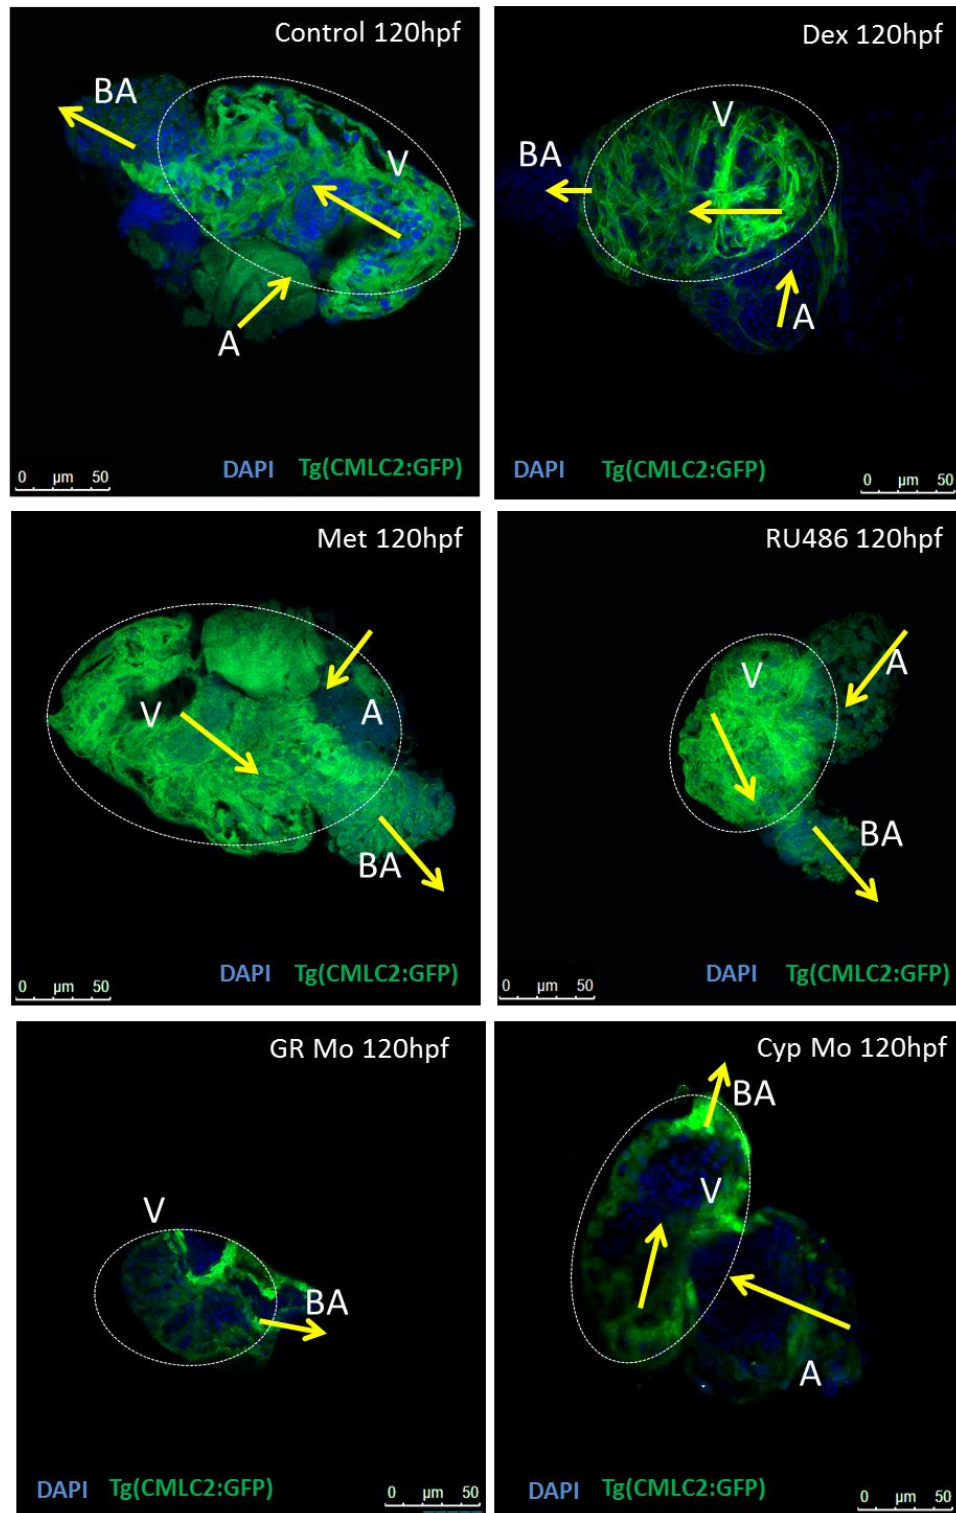 Control 120hpf
BA
V
A
DAPI Tg(CMLC2:GFP)
0 µm 50
Dex 120hpf
V
BA
A
DAPI Tg(CMLC2:GFP)
0 µm 50
Met 120hpf
V
A
BA
DAPI Tg(CMLC2:GFP)
0 µm 50
RU486 120hpf
A
V
BA
DAPI Tg(CMLC2:GFP)
0 µm 50
GR Mo 120hpf
V
BA
DAPI Tg(CMLC2:GFP)
0 µm 50
Cyp Mo 120hpf
BA
V
A
DAPI Tg(CMLC2:GFP)
0 µm 50